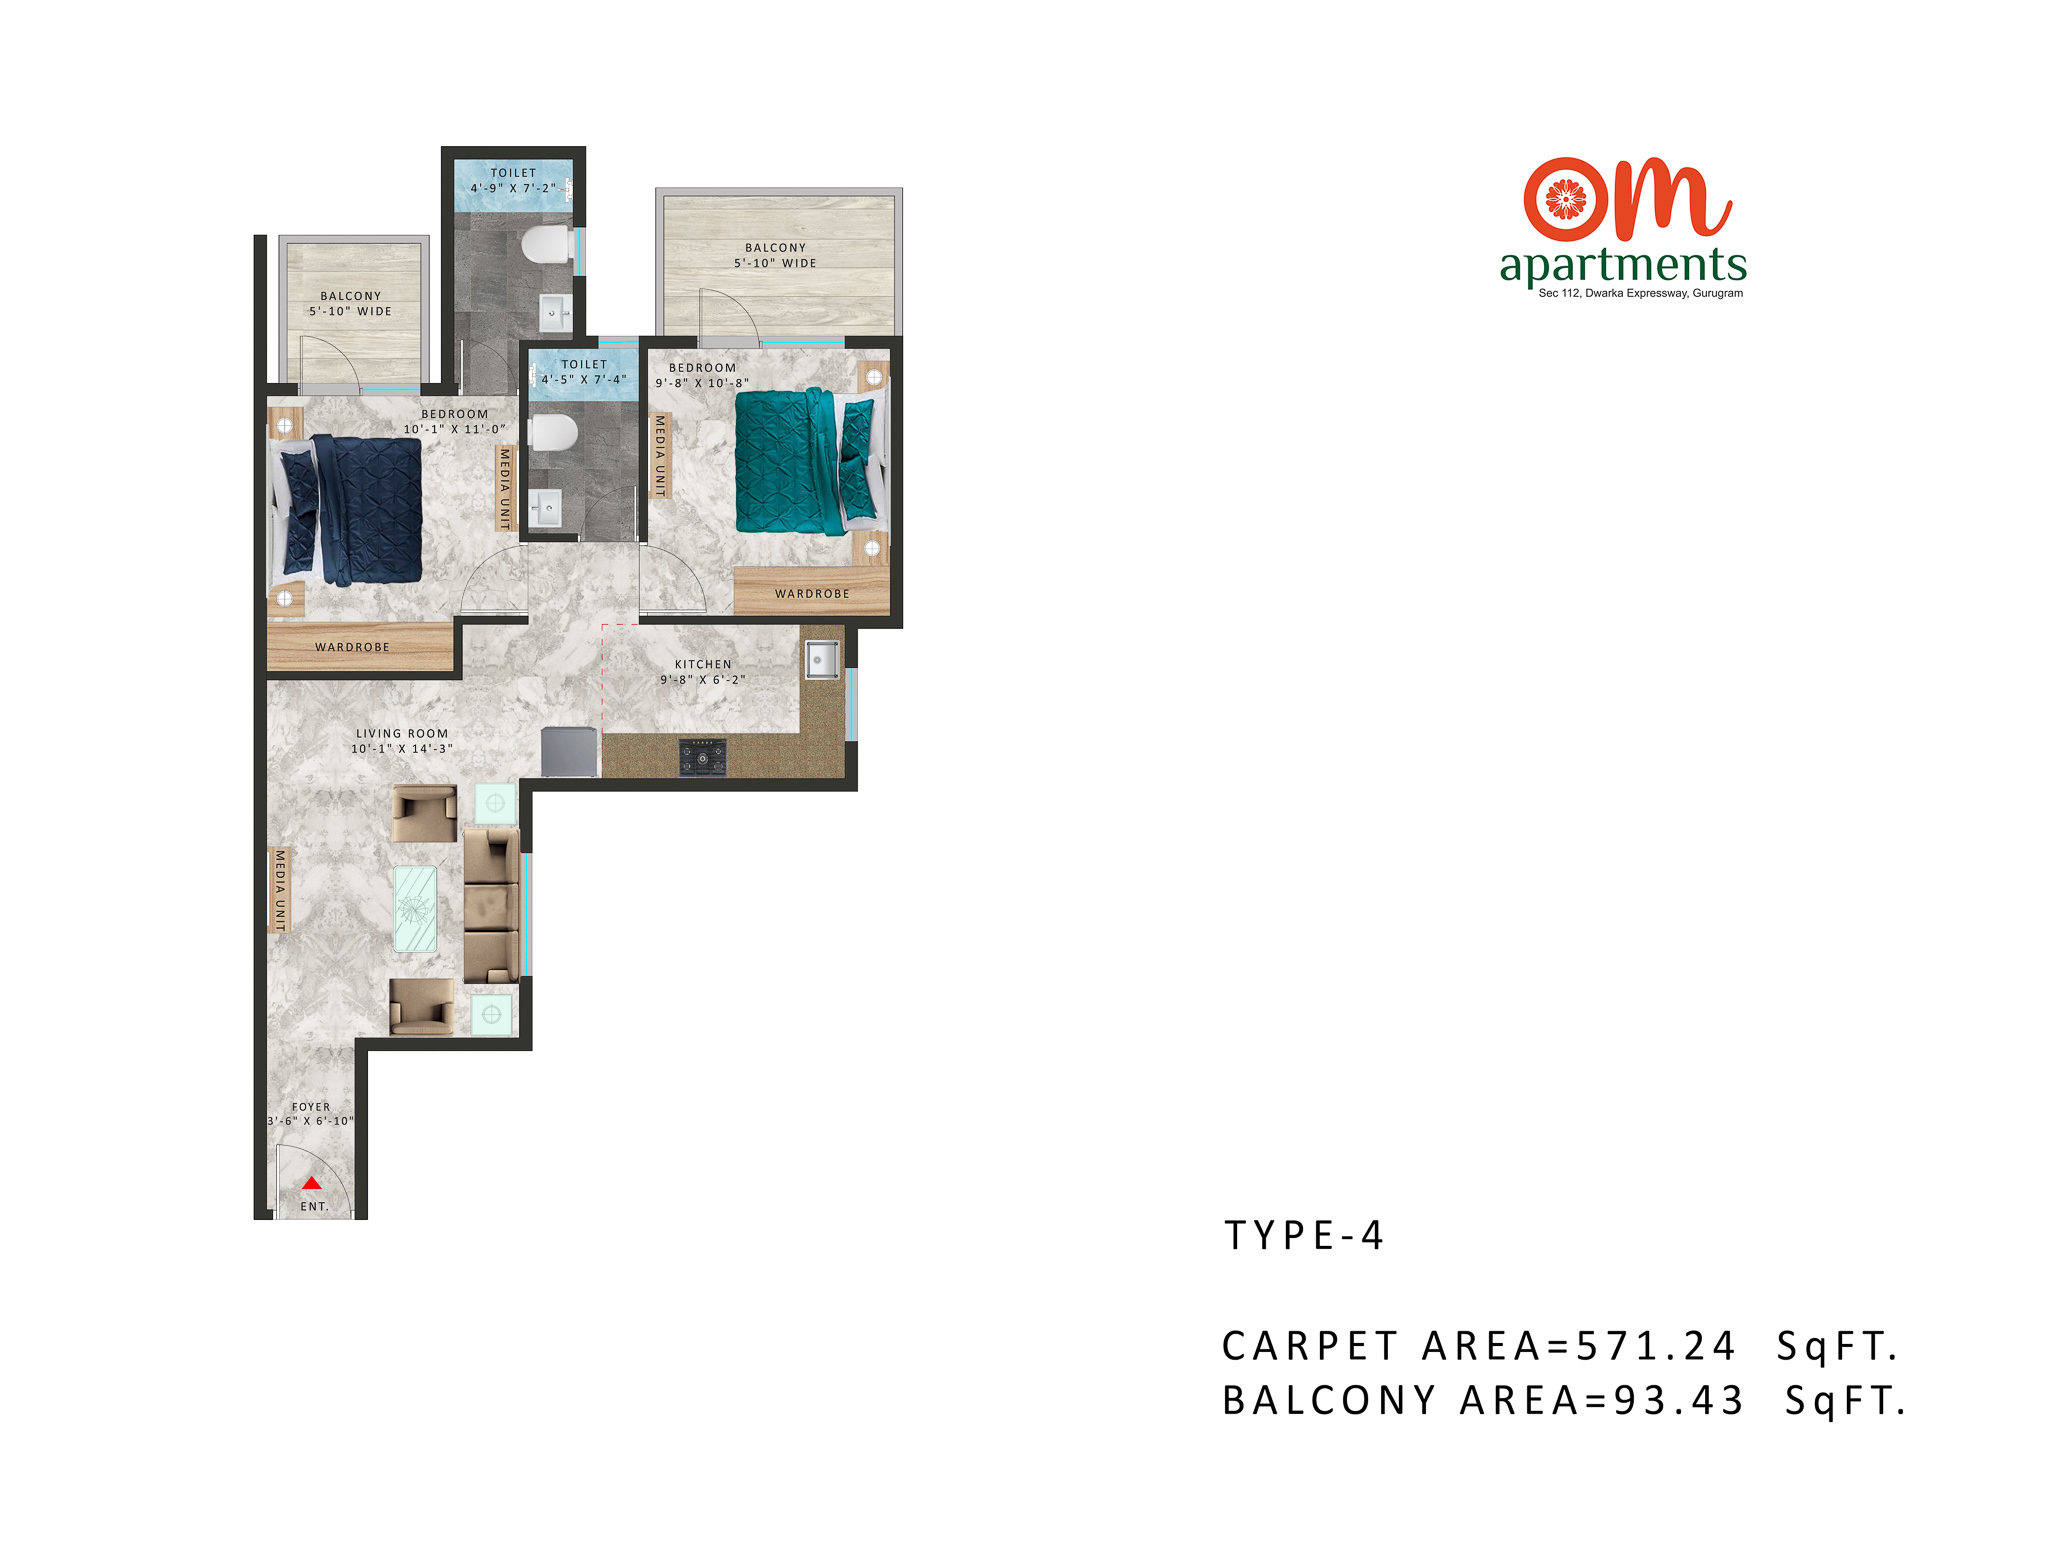 om
apartments
Sec 112, Dwarka Expressway, Gurugram
TOILET
4'-9" X 7'-2"
BALCONY
5'-10" WIDE
BALCONY
5'-10" WIDE
TOILET
4'-5" X 7'-4"
BEDROOM
9'-8" X 10'-8"
BEDROOM
10'-1" X 11'-0"
MEDIA UNIT
MEDIA UNIT
WARDROBE
WARDROBE
KITCHEN
9'-8" X 6'-2"
LIVING ROOM
10'-1" X 14'-3"
MEDIA UNIT
FOYER
3'-6" X 6'-10"
ENT.
TYPE-4
CARPET AREA=571.24 SqFT.
BALCONY AREA=93.43 SqFT.